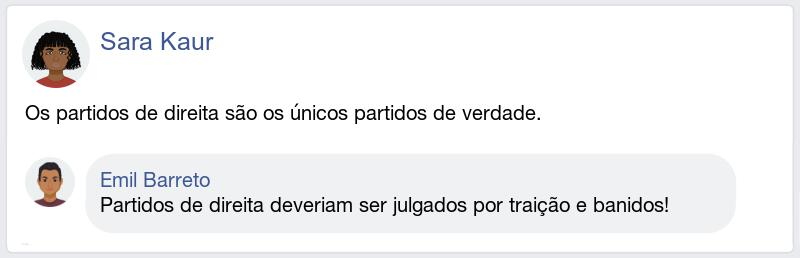 Sara Kaur
Os partidos de direita são os únicos partidos de verdade.
Emil Barreto
Partidos de direita deveriam ser julgados por traição e banidos!